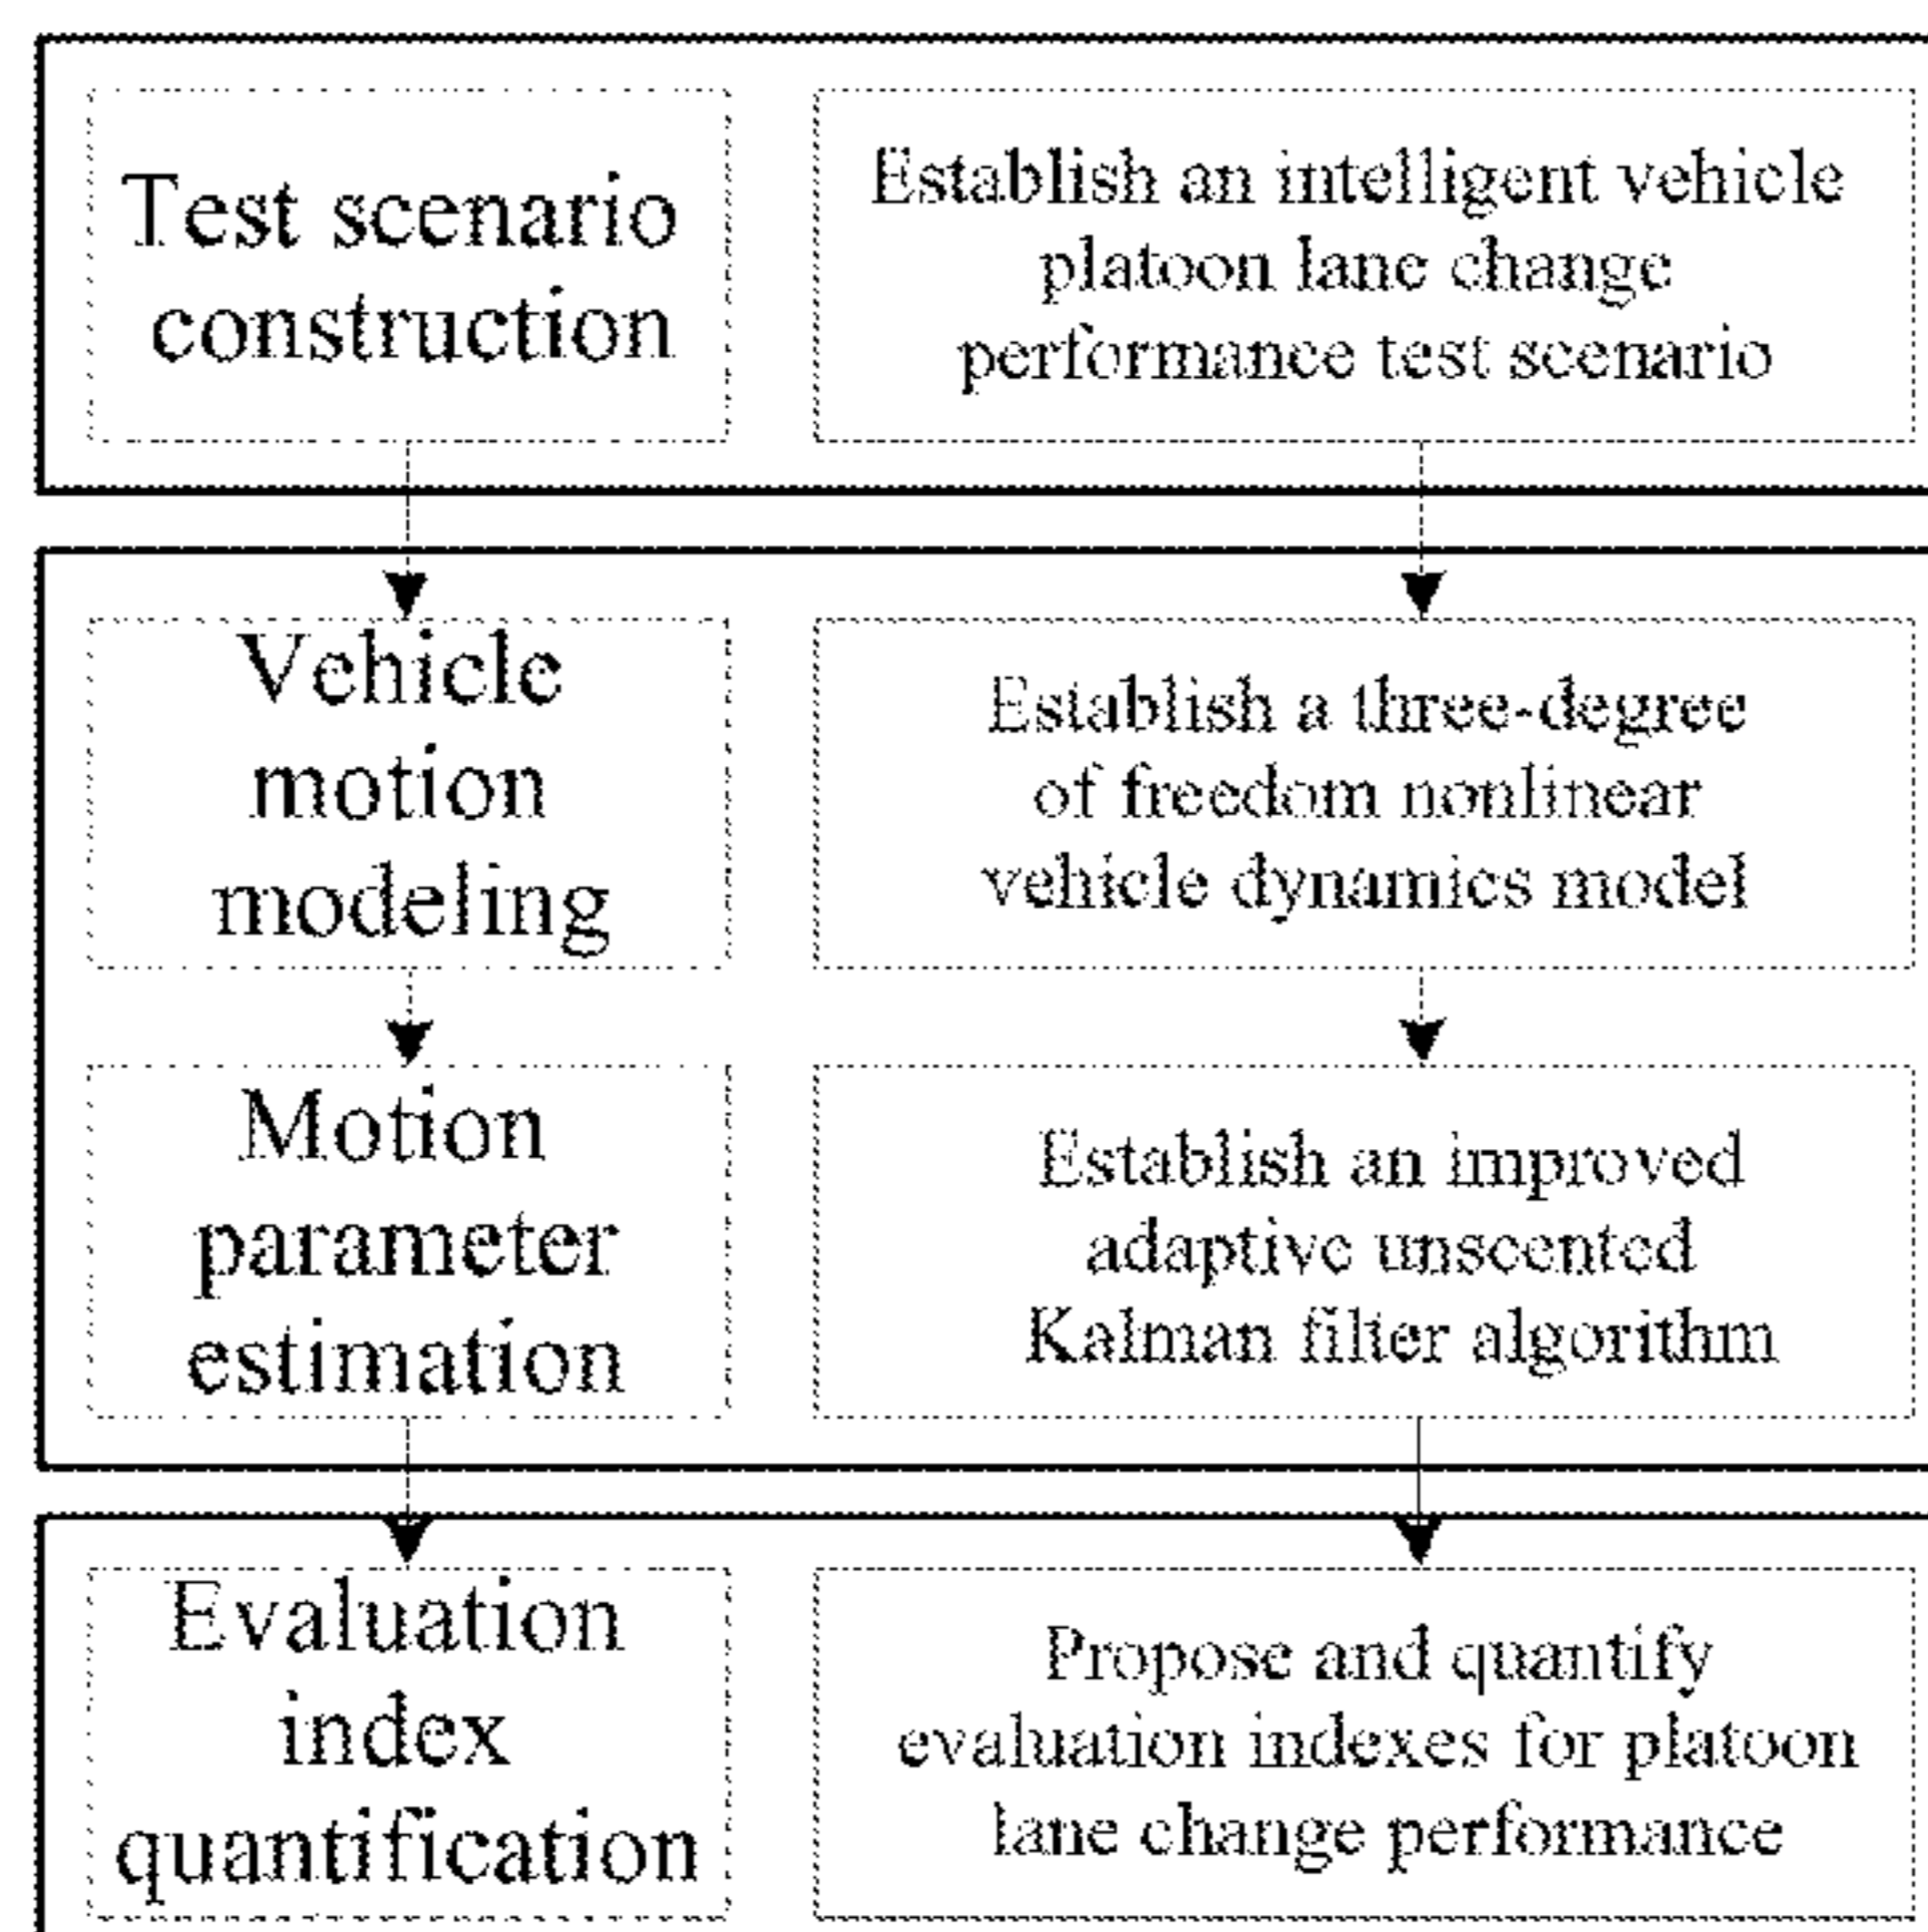 Test scenario
construction
Establish an intelligent vehicle
platoon lane change
performance test scenario
Vehicle
motion
modeling
Establish a three-degree
of freedom nonlinear
vehicle dynamics model
Motion
parameter
estimation
Establish an improved
adaptive unscented
Kalman filter algorithm
Evaluation
index
quantification
Propose and quantify
evaluation indexes for platoon
lane change performance